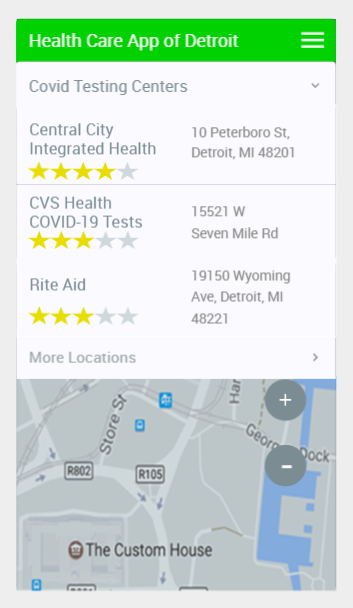 Health Care App of Detroit
Covid Testing Centers
Central City
Integrated Health
10 Peterboro St,
Detroit, MI 48201
CVS Health
COVID-19 Tests
15521 W
Seven Mile Rd
Rite Aid
19150 Wyoming
Ave, Detroit, MI
48221
More Locations
+
-
Store St
Har
George's Dock
R802
R105
The Custom House